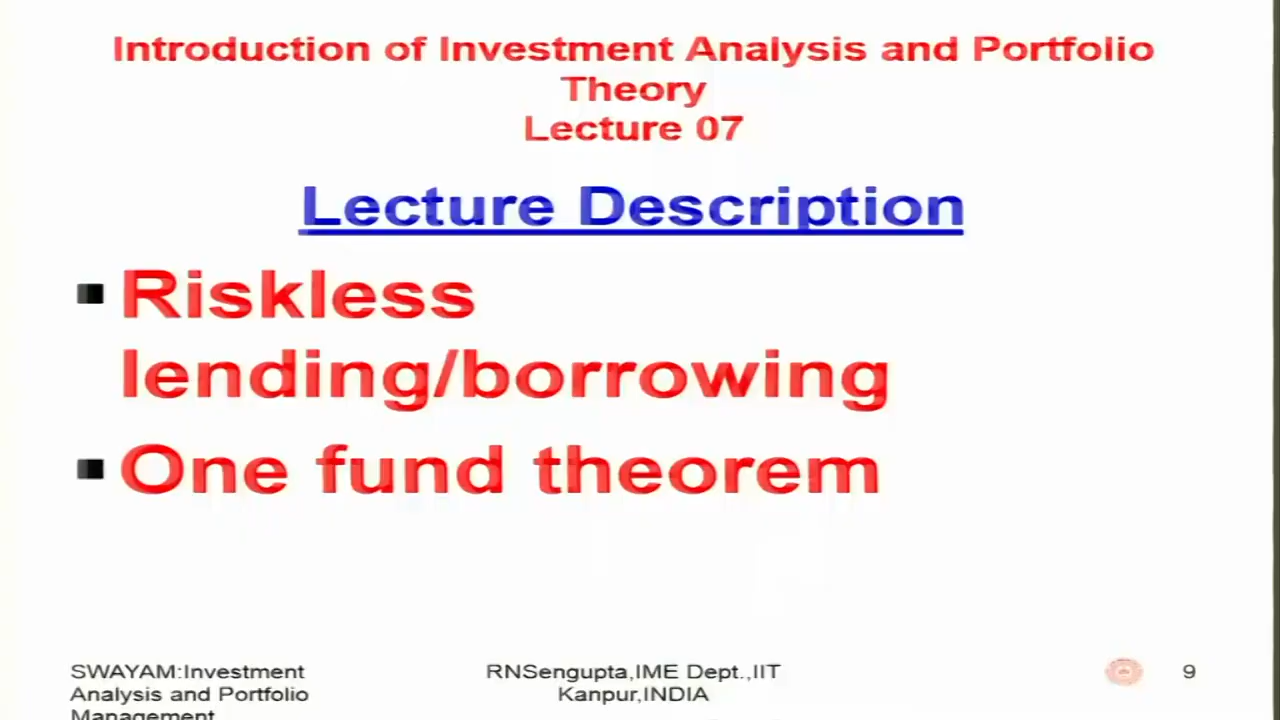 Introduction of Investment Analysis and Portfolio
Theory
Lecture 07
Lecture Description
▪ Riskless
lending/borrowing
▪ One fund theorem
SWAYAM:Investment
Analysis and Portfolio
Management
RNSengupta,IME Dept.,IIT
Kanpur,INDIA
9